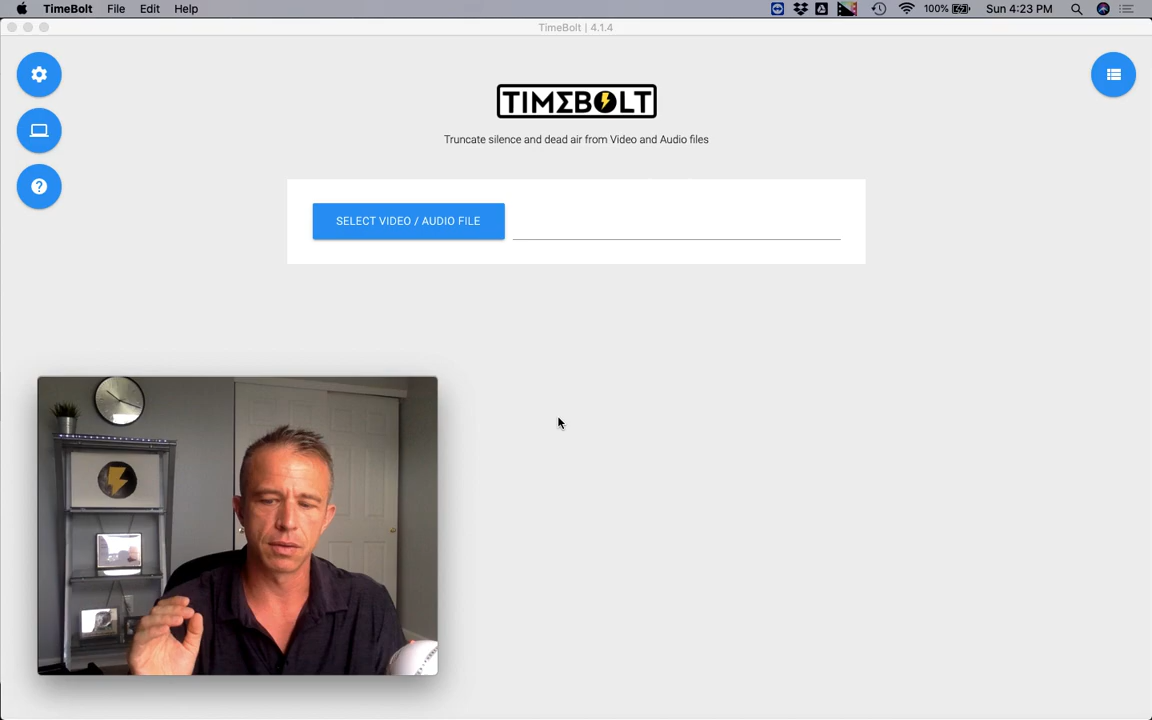 TimeBolt File Edit Help 100% Sun 4:23 PM
TimeBolt | 4.1.4
TIMΣBOLT
Truncate silence and dead air from Video and Audio files
SELECT VIDEO / AUDIO FILE